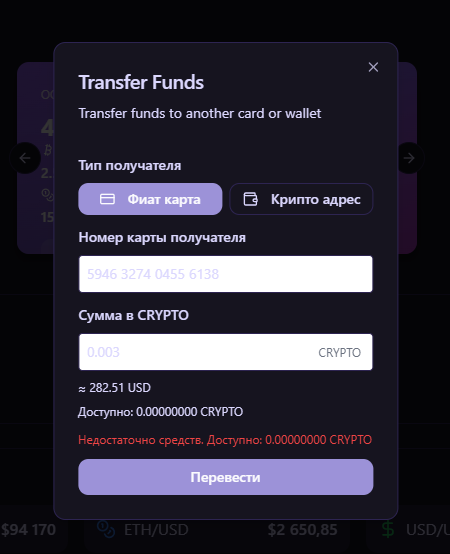 Transfer Funds
Transfer funds to another card or wallet
Тип получателя
Фиат карта
Крипто адрес
Номер карты получателя
5946 3274 0455 6138
Сумма в CRYPTO
0.003 CRYPTO
≈ 282.51 USD
Доступно: 0.00000000 CRYPTO
Недостаточно средств. Доступно: 0.00000000 CRYPTO
Перевести
$94 170
ETH/USD
$2 650,85
USD/